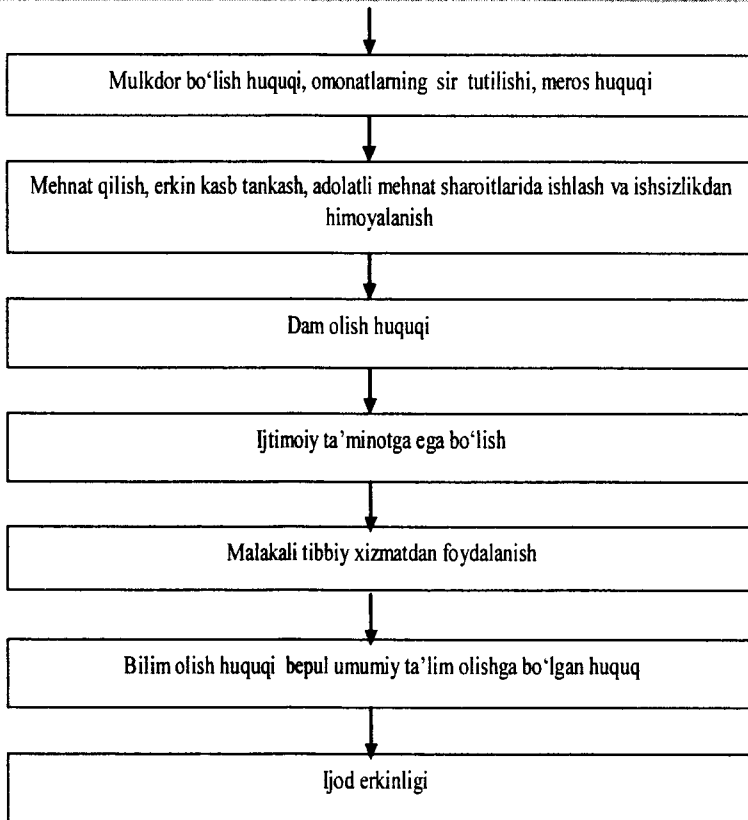 Mulkdor bo‘lish huquqi, omonatlarning sir tutilishi, meros huquqi
Mehnat qilish, erkin kasb tankash, adolatli mehnat sharoitlarida ishlash va ishsizlikdan
himoyalanish
Dam olish huquqi
Ijtimoiy ta’minotga ega bo‘lish
Malakali tibbiy xizmatdan foydalanish
Bilim olish huquqi bepul umumiy ta’lim olishga bo‘lgan huquq
Ijod erkinligi